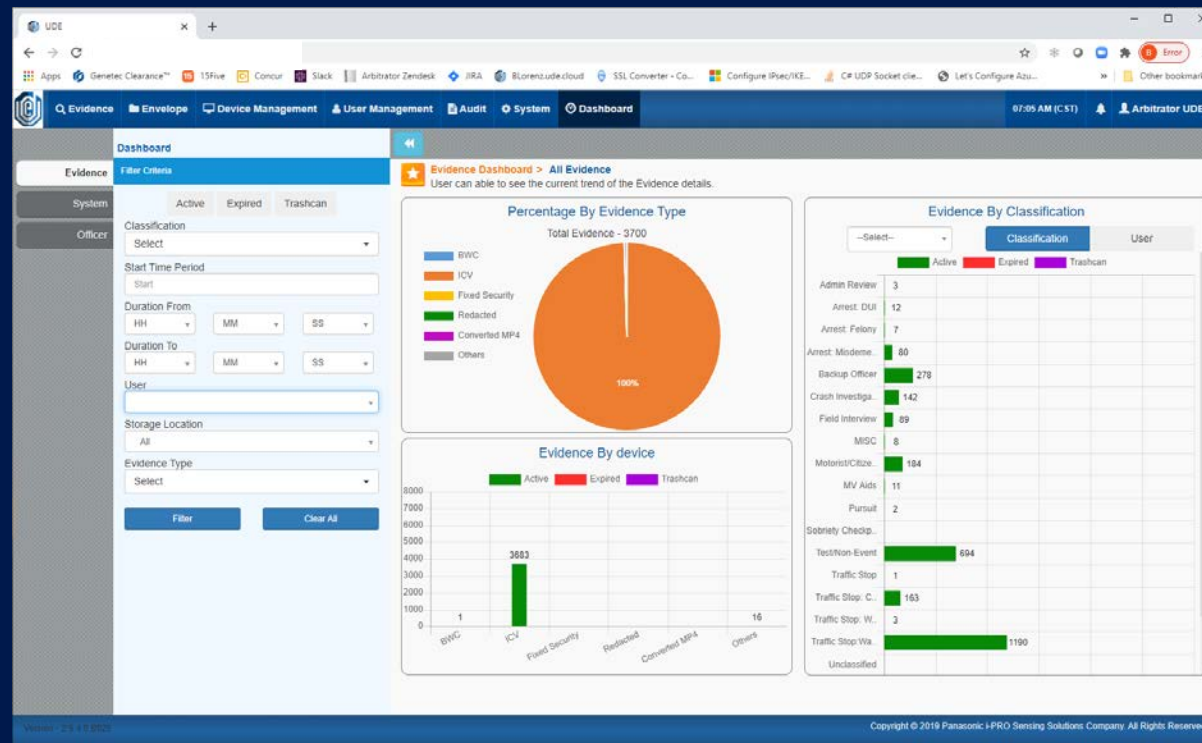 UDE
Error
Apps Genetec Clearance™ 15Five Concur Slack Arbitrator Zendesk JIRA BLorenz.ude.cloud SSL Converter - Co... Configure IPsec/IKE... C# UDP Socket clie... Let's Configure Azu... » Other bookmark
Evidence Envelope Device Management User Management Audit System Dashboard 07:05 AM (CST) Arbitrator UDE
Dashboard
Evidence
System
Officer
Filter Criteria
Active Expired Trashcan
Classification
Select
Start Time Period
Start
Duration From
HH MM SS
Duration To
HH MM SS
User
Storage Location
All
Evidence Type
Select
Filter Clear All
Evidence Dashboard > All Evidence
User can able to see the current trend of the Evidence details.
Percentage By Evidence Type
Total Evidence - 3700
BWC
ICV
Fixed Security
Redacted
Converted MP4
Others
100%
Evidence By device
Active Expired Trashcan
8000
7000
6000
5000
4000
3000
2000
1000
0
1 3683 16
BWC ICV Fixed Security Redacted Converted MP4 Others
Evidence By Classification
--Select-- Classification User
Active Expired Trashcan
Admin Review 3
Arrest: DUI 12
Arrest: Felony 7
Arrest: Misdeme.. 80
Backup Officer 278
Crash Investiga.. 142
Field Interview 89
MISC 8
Motorist/Citize.. 184
MV Aids 11
Pursuit 2
Sobriety Checkp..
Test/Non-Event 694
Traffic Stop 1
Traffic Stop: C.. 163
Traffic Stop: W.. 3
Traffic Stop:Wa.. 1190
Unclassified
Copyright © 2019 Panasonic i-PRO Sensing Solutions Company. All Rights Reserve